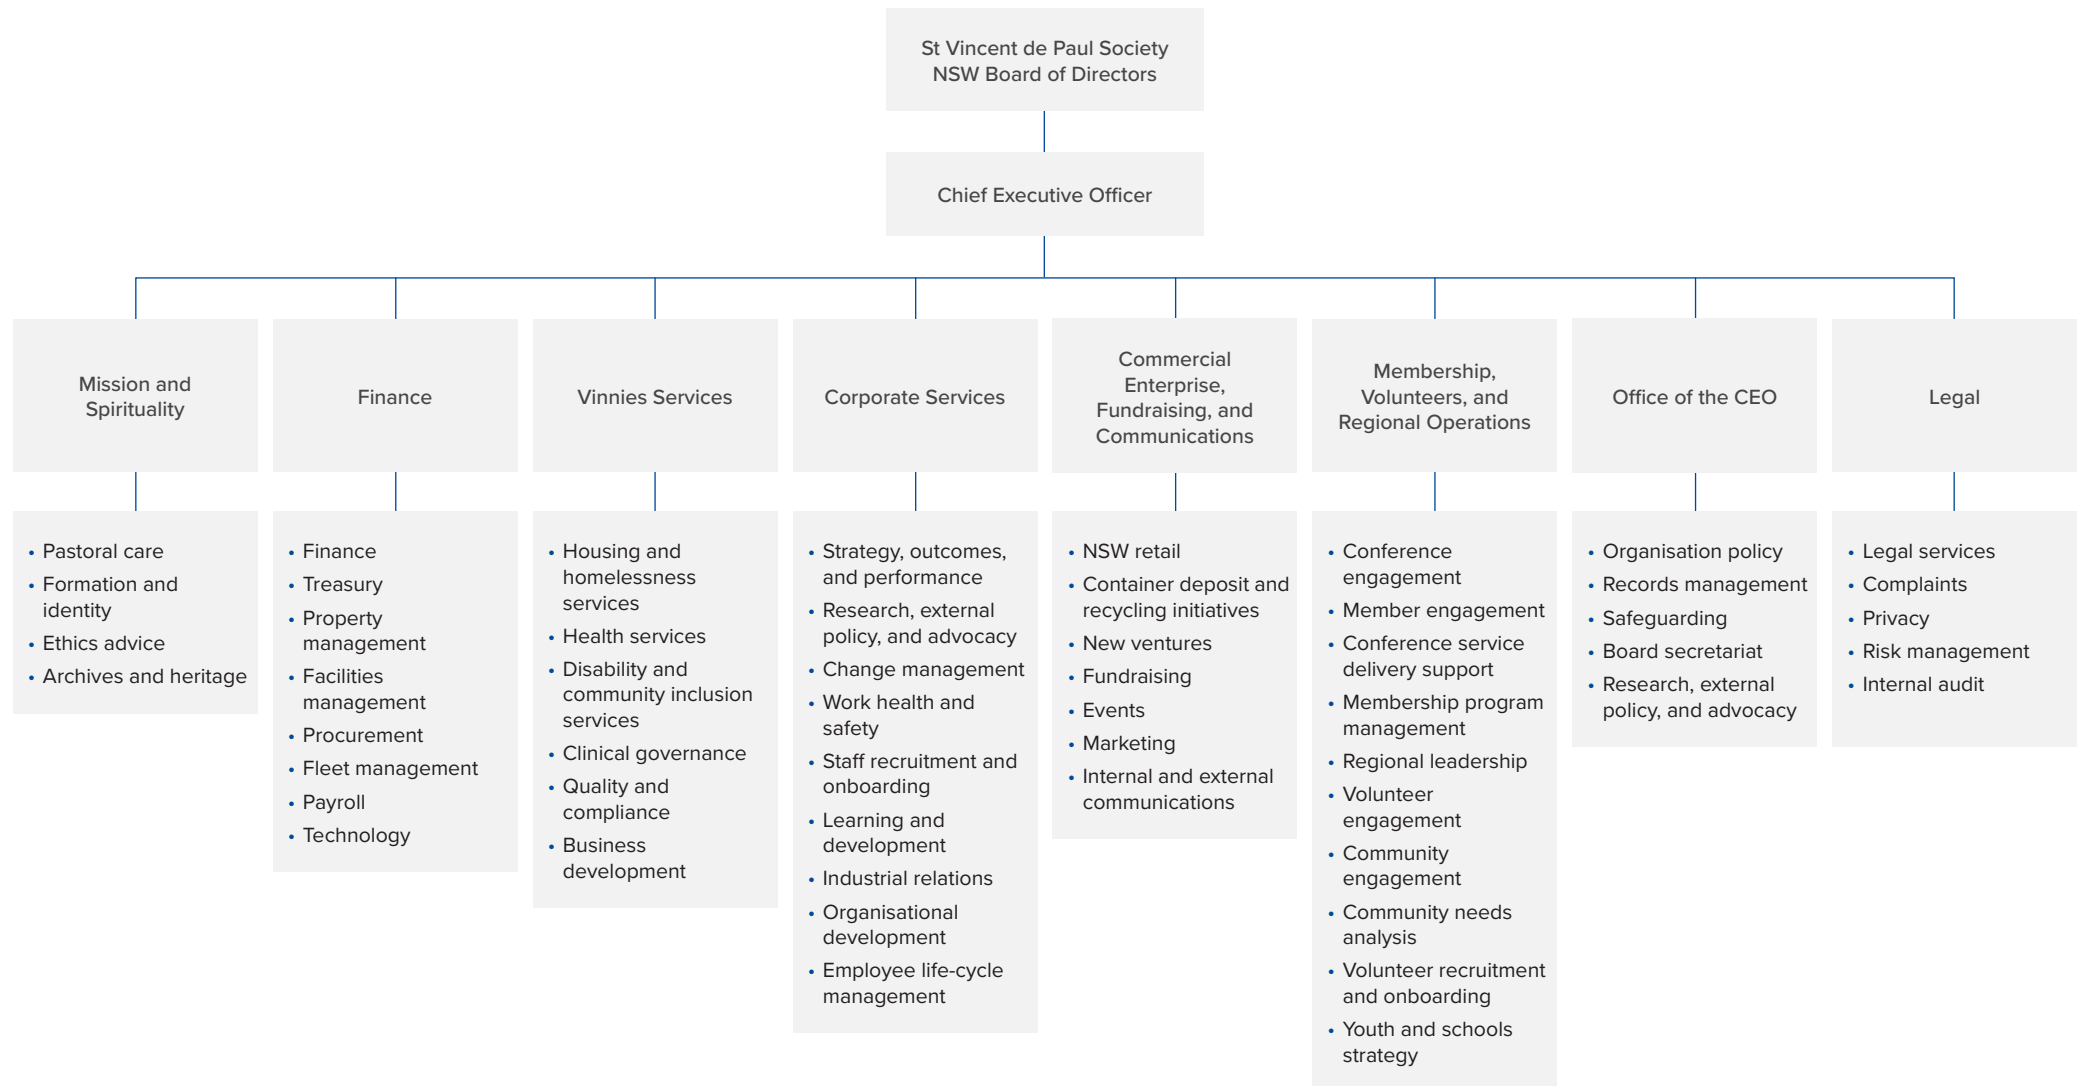 St Vincent de Paul Society
NSW Board of Directors
Chief Executive Officer
Mission and
Spirituality
• Pastoral care
• Formation and
identity
• Ethics advice
• Archives and heritage
Finance
• Finance
• Treasury
• Property
management
• Facilities
management
• Procurement
• Fleet management
• Payroll
• Technology
Vinnies Services
• Housing and
homelessness
services
• Health services
• Disability and
community inclusion
services
• Clinical governance
• Quality and
compliance
• Business
development
Corporate Services
• Strategy, outcomes,
and performance
• Research, external
policy, and advocacy
• Change management
• Work health and
safety
• Staff recruitment and
onboarding
• Learning and
development
• Industrial relations
• Organisational
development
• Employee life-cycle
management
Commercial
Enterprise,
Fundraising, and
Communications
• NSW retail
• Container deposit and
recycling initiatives
• New ventures
• Fundraising
• Events
• Marketing
• Internal and external
communications
Membership,
Volunteers, and
Regional Operations
• Conference
engagement
• Member engagement
• Conference service
delivery support
• Membership program
management
• Regional leadership
• Volunteer
engagement
• Community
engagement
• Community needs
analysis
• Volunteer recruitment
and onboarding
• Youth and schools
strategy
Office of the CEO
• Organisation policy
• Records management
• Safeguarding
• Board secretariat
• Research, external
policy, and advocacy
Legal
• Legal services
• Complaints
• Privacy
• Risk management
• Internal audit